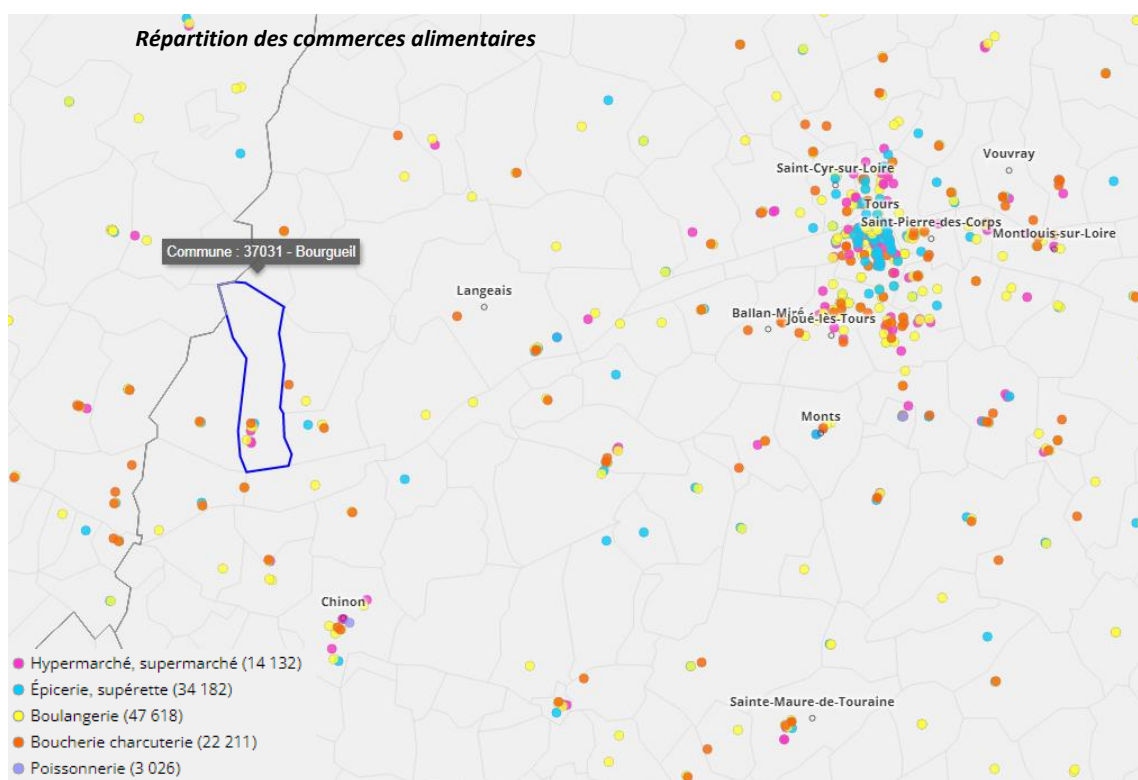 Répartition des commerces alimentaires
Vouvray
Saint-Cyr-sur-Loire
Tours
Saint-Pierre-des-Corps
Montlouis-sur-Loire
Commune : 37031 - Bourgueil
Langeais
Ballan-Miré
Joué-lès-Tours
Monts
Chinon
Sainte-Maure-de-Touraine
Hypermarché, supermarché (14 132)
Épicerie, supérette (34 182)
Boulangerie (47 618)
Boucherie charcuterie (22 211)
Poissonnerie (3 026)